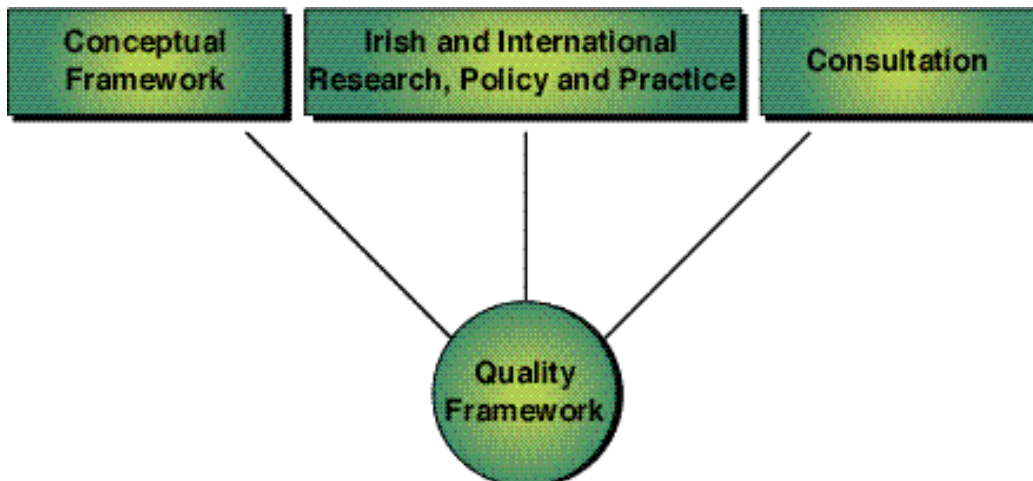 Conceptual
Framework
Irish and International
Research, Policy and Practice
Consultation
Quality
Framework